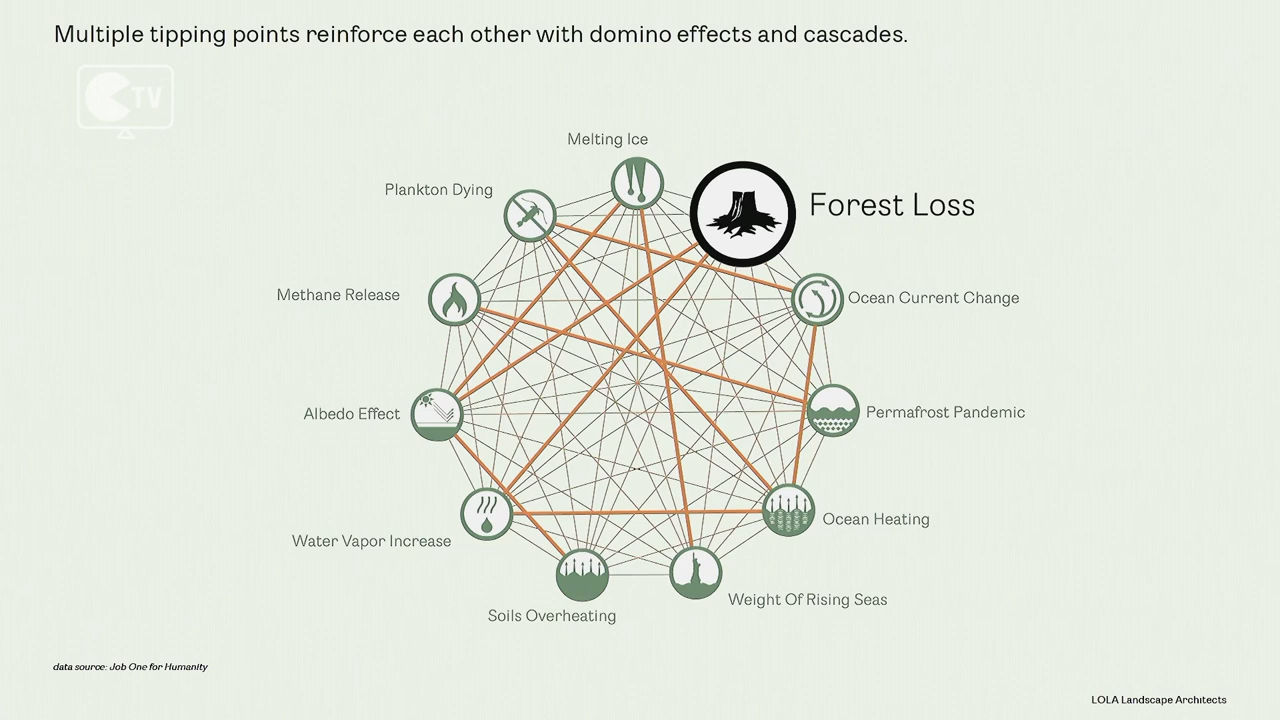 Multiple tipping points reinforce each other with domino effects and cascades.
TV
Melting Ice
Plankton Dying
Forest Loss
Methane Release
Ocean Current Change
Albedo Effect
Permafrost Pandemic
Water Vapor Increase
Ocean Heating
Soils Overheating
Weight Of Rising Seas
data source: Job One for Humanity
LOLA Landscape Architects